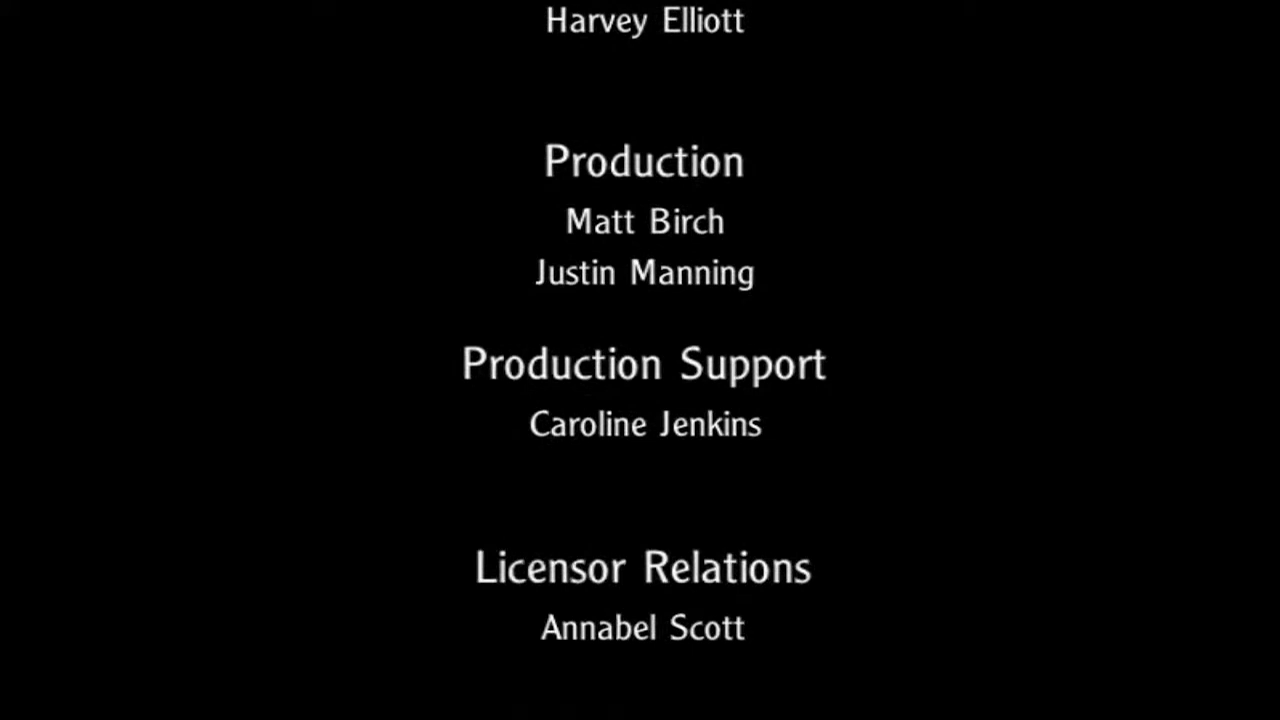 Harvey Elliott
Production
Matt Birch
Justin Manning
Production Support
Caroline Jenkins
Licensor Relations
Annabel Scott